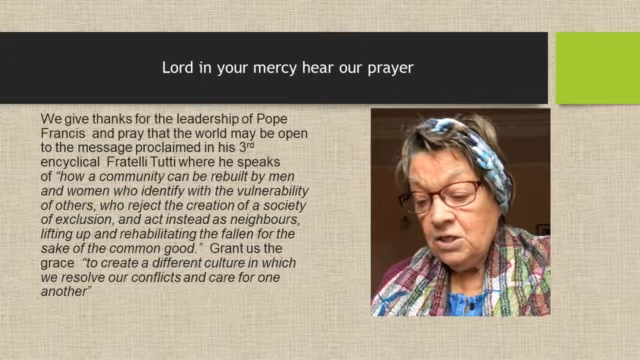 Lord in your mercy hear our prayer
We give thanks for the leadership of Pope
Francis and pray that the world may be open
to the message proclaimed in his 3rd
encyclical Fratelli Tutti where he speaks
of “how a community can be rebuilt by men
and women who identify with the vulnerability
of others, who reject the creation of a society
of exclusion, and act instead as neighbours,
lifting up and rehabilitating the fallen for the
sake of the common good.” Grant us the
grace “to create a different culture in which
we resolve our conflicts and care for one
another”